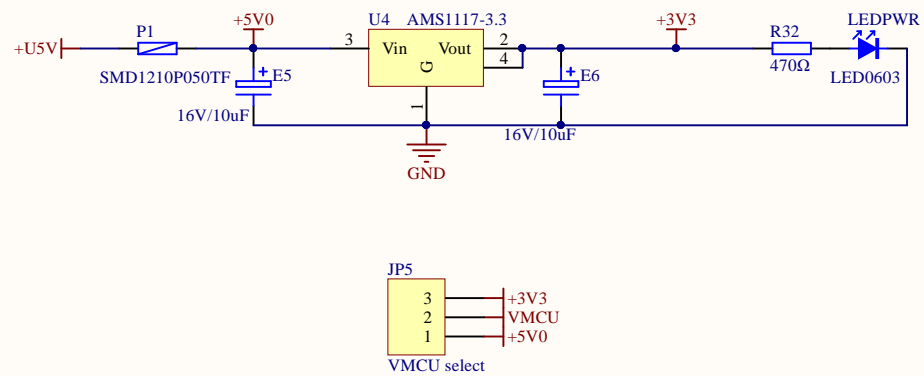 P1
+5V0
U4
AMS1117-3.3
+3V3
R32
LEDPWR
+U5V
3
Vin
Vout
2
4
G
1
SMD1210P050TF
E5
16V/10uF
E6
16V/10uF
470Ω
LED0603
GND
JP5
3
+3V3
2
VMCU
1
+5V0
VMCU select